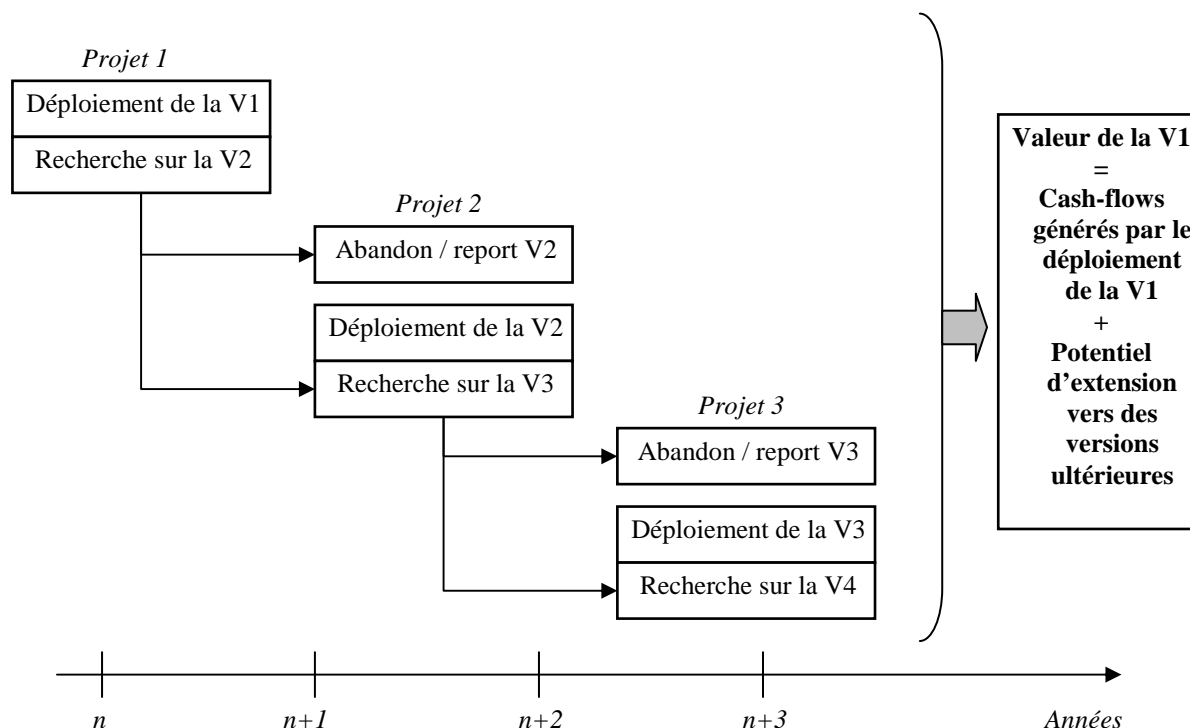 Projet 1
Déploiement de la V1
Recherche sur la V2
Projet 2
Abandon / report V2
Déploiement de la V2
Recherche sur la V3
Projet 3
Abandon / report V3
Déploiement de la V3
Recherche sur la V4
Valeur de la V1
=
Cash-flows
générés par le
déploiement
de la V1
+
Potentiel
d'extension
vers des
versions
ultérieures
n
n+1
n+2
n+3
Années